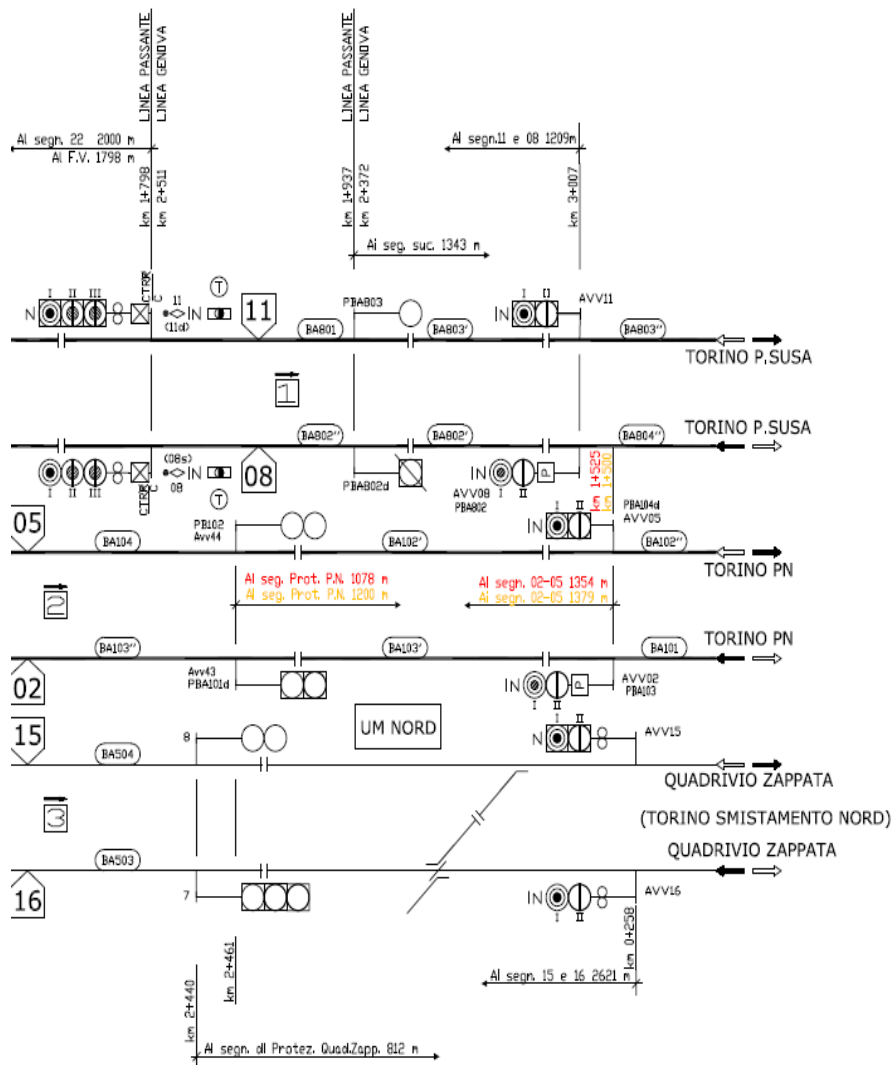 LINEA PASSANTE
LINEA GENOVA
LINEA PASSANTE
LINEA GENOVA
Al segn. 22 2000 m
Al F.V. 1798 m
Al segn.11 e 08 1209m
km 1+798
km 2+511
km 1+937
km 2+372
km 3+007
Ai seg. suc. 1343 m
I II III
N
C
11
(11d)
IN
T
11
PBA803
I II
IN
AVV11
BA801
BA803'
BA803''
TORINO P.SUSA
1
TORINO P.SUSA
BA802''
BA802'
BA804''
I II III
C
(08s)
08
IN
T
08
PBA802d
IN
I II
P
AVV08
PBA802
km 1+525
km 1+500
05
PB102
Avv44
IN
I II
PBA104d
AVV05
BA104
BA102'
BA102''
TORINO PN
2
Al seg. Prot. P.N. 1078 m
Al seg. Prot. P.N. 1200 m
Al segn. 02-05 1354 m
Ai segn. 02-05 1379 m
TORINO PN
BA103''
BA103'
BA101
02
Avv43
PBA101d
IN
I II
P
AVV02
PBA103
15
UM NORD
8
N
I II
AVV15
BA504
QUADRIVIO ZAPPATA
3
(TORINO SMISTAMENTO NORD)
BA503
QUADRIVIO ZAPPATA
16
7
IN
I II
AVV16
km 2+440
km 2+461
km 0+258
Al segn. 15 e 16 2621 m
Al segn. di Protez. Quad.Zapp. 812 m